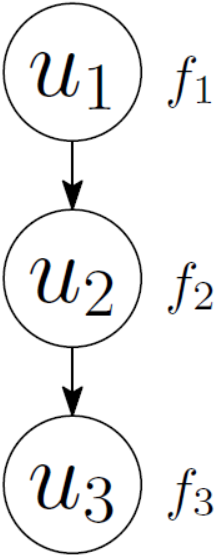 u₁ f₁
u₂ f₂
u₃ f₃